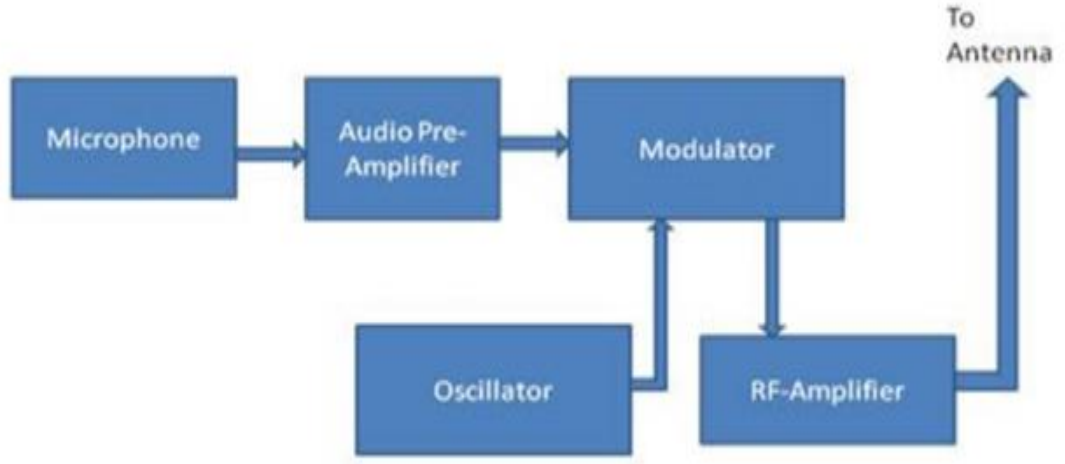 To
Antenna
Microphone
Audio Pre-
Amplifier
Modulator
Oscillator
RF-Amplifier